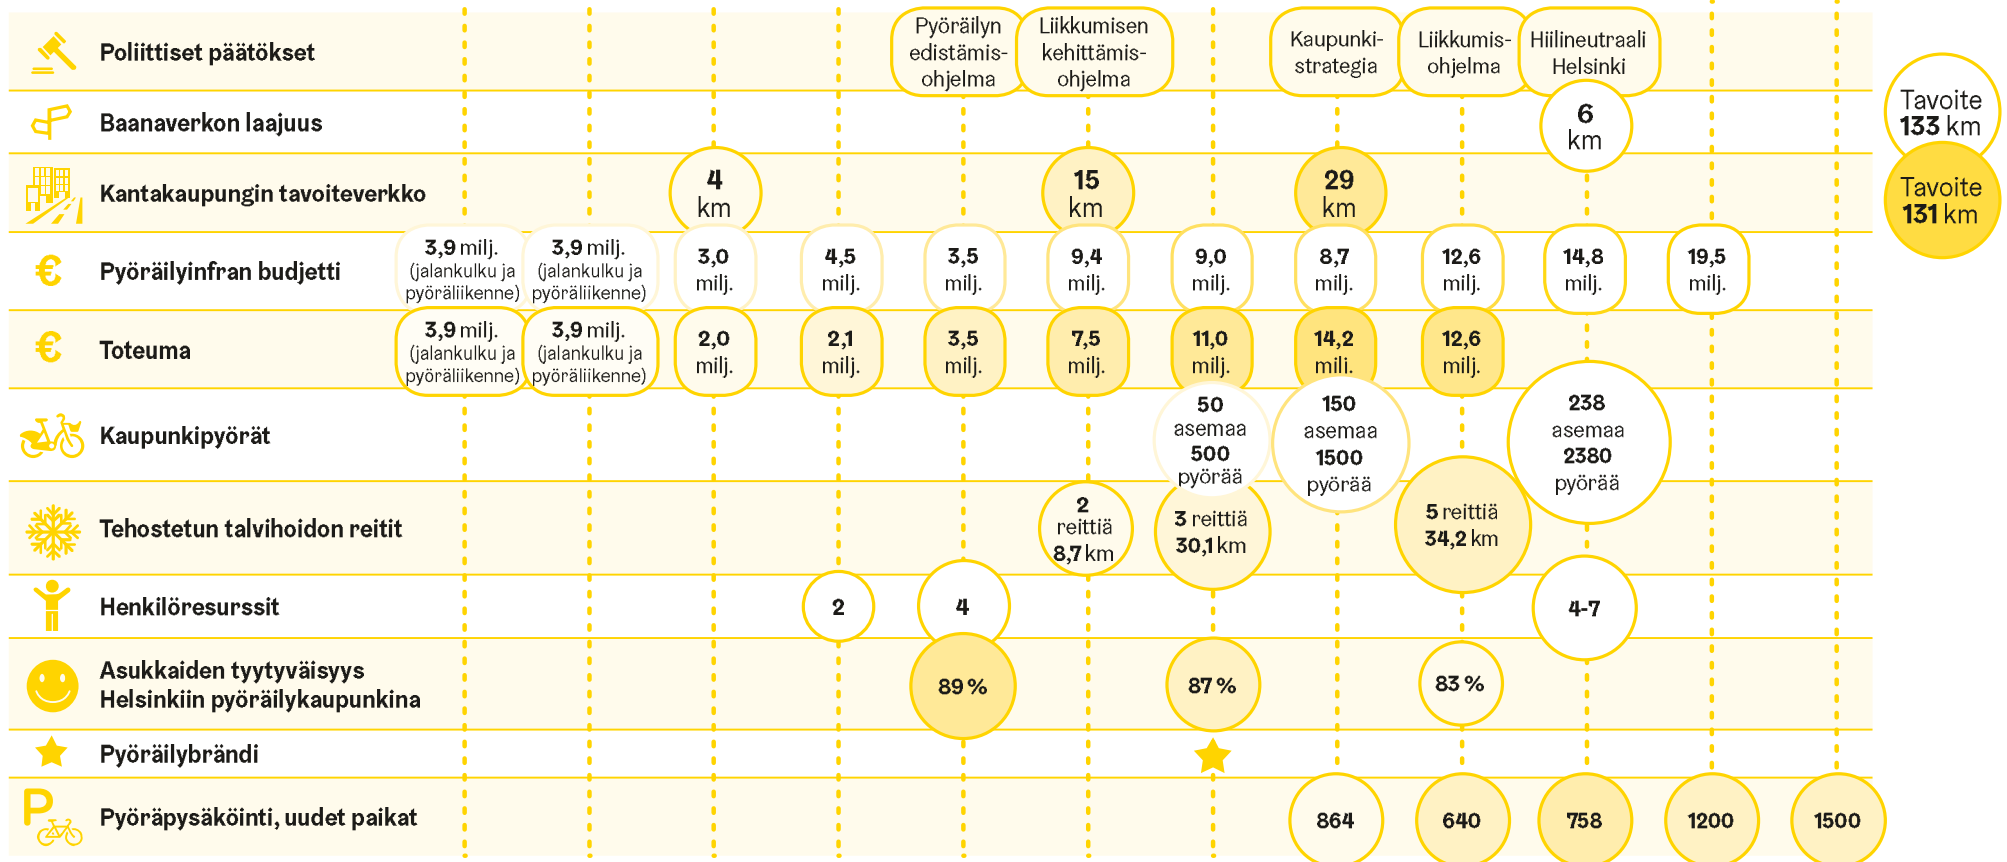 Poliittiset päätökset
Pyöräilyn
edistämis-
ohjelma
Liikkumisen
kehittämis-
ohjelma
Kaupunki-
strategia
Liikkumis-
ohjelma
Hiilineutraali
Helsinki
Baanaverkon laajuus
6
km
Tavoite
133 km
Kantakaupungin tavoiteverkko
4
km
15
km
29
km
Tavoite
131 km
€
Pyöräilyinfran budjetti
3,9 milj.
(jalankulku ja
pyöräliikenne)
3,9 milj.
(jalankulku ja
pyöräliikenne)
3,0
milj.
4,5
milj.
3,5
milj.
9,4
milj.
9,0
milj.
8,7
milj.
12,6
milj.
14,8
milj.
19,5
milj.
€
Toteuma
3,9 milj.
(jalankulku ja
pyöräliikenne)
3,9 milj.
(jalankulku ja
pyöräliikenne)
2,0
milj.
2,1
milj.
3,5
milj.
7,5
milj.
11,0
milj.
14,2
milj.
12,6
milj.
Kaupunkipyörät
50
asemaa
500
pyörää
150
asemaa
1500
pyörää
238
asemaa
2380
pyörää
Tehostetun talvihoidon reitit
2
reittiä
8,7 km
3 reittiä
30,1 km
5 reittiä
34,2 km
Henkilöresurssit
2
4
4-7
Asukkaiden tyytyväisyys
Helsinkiin pyöräilykaupunkina
89 %
87 %
83 %
Pyöräilybrändi
P
Pyöräpysäköinti, uudet paikat
864
640
758
1200
1500